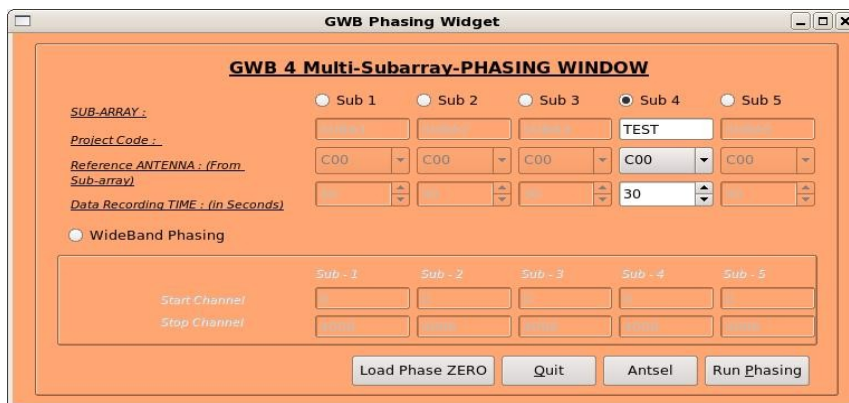 GWB Phasing Widget
GWB 4 Multi-Subarray-PHASING WINDOW
SUB-ARRAY : Sub 1 Sub 2 Sub 3 Sub 4 Sub 5
Project Code : TEST
Reference ANTENNA : (From Sub-array) C00 C00 C00 C00 C00
Data Recording TIME : (in Seconds) 30
WideBand Phasing
Sub - 1 Sub - 2 Sub - 3 Sub - 4 Sub - 5
Start Channel
Stop Channel
Load Phase ZERO Quit Antsel Run Phasing